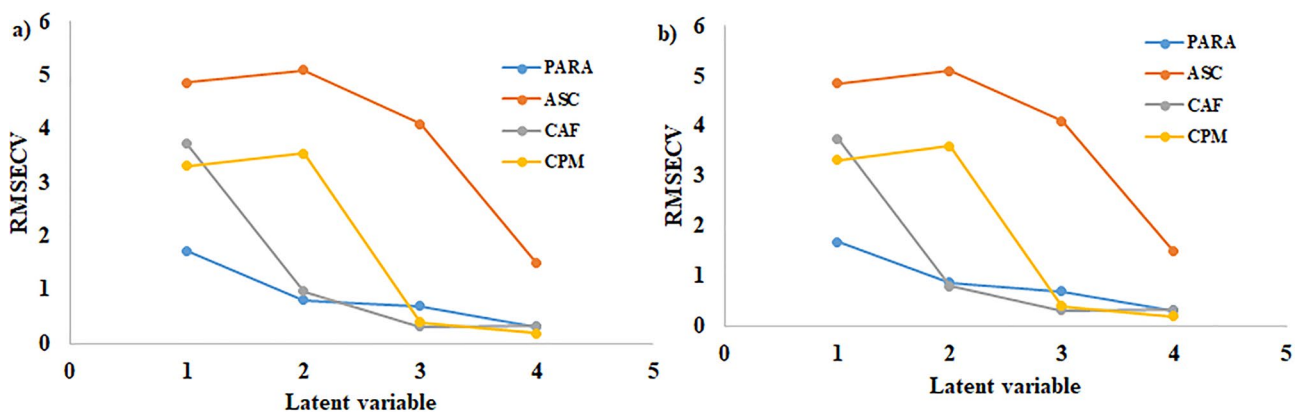 a)
RMSECV
6
5
4
3
2
1
0
0 1 2 3 4 5
Latent variable
PARA
ASC
CAF
CPM
b)
RMSECV
6
5
4
3
2
1
0
0 1 2 3 4 5
Latent variable
PARA
ASC
CAF
CPM